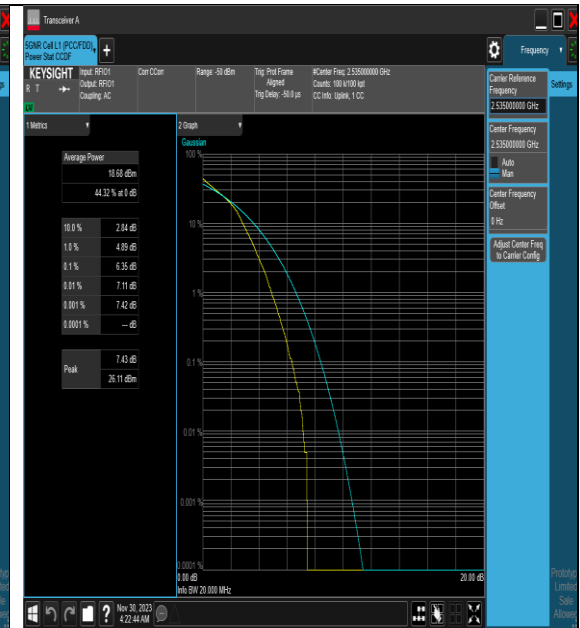 Transceiver A
5GNR Cell L1 (PCC/FDD),
Power Stat CCDF
Frequency
KEYSIGHT
R T
LW
Input: RFIO1
Output: RFIO1
Coupling: AC
Corr CCorr
Range: -50 dBm
Trig: Prot Frame
Aligned
Trig Delay: -50.0 µs
#Center Freq: 2.535000000 GHz
Counts: 100 k/100 kpt
CC Info: Uplink, 1 CC
Carrier Reference
Frequency
2.535000000 GHz
Settings
Center Frequency
2.535000000 GHz
Auto
Man
Center Frequency
Offset
0 Hz
Adjust Center Freq
to Carrier Config
1 Metrics
Average Power
18.68 dBm
44.32 % at 0 dB
10.0 % 2.84 dB
1.0 % 4.89 dB
0.1 % 6.35 dB
0.01 % 7.11 dB
0.001 % 7.42 dB
0.0001 % --- dB
Peak
7.43 dB
26.11 dBm
2 Graph
Gaussian
100 %
10 %
1 %
0.1 %
0.01 %
0.001 %
0.0001 %
0.00 dB
20.00 dB
Info BW 20.000 MHz
Nov 30, 2023
4:22:44 AM